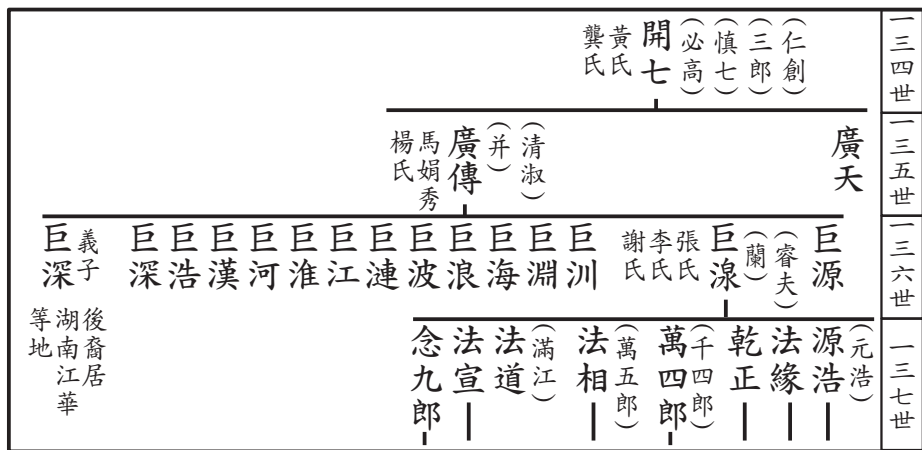 一三四世
(仁創)
(三郎)
(慎七)
(必高)
開七
黃氏
龔氏
一三五世
廣天
(清淑)
(并)
廣傳
馬娟秀
楊氏
一三六世
巨源
(睿夫)
(蘭)
巨湶
張氏
李氏
謝氏
巨汌
巨淵
巨海
巨浪
巨波
巨漣
巨江
巨淮
巨河
巨漢
巨浩
巨深
義子
巨深
後裔居
湖南江華
等地
一三七世
(元浩)
源浩
法緣
乾正
(千四郎)
萬四郎
(萬五郎)
法相
(滿江)
法道
法宣
念九郎